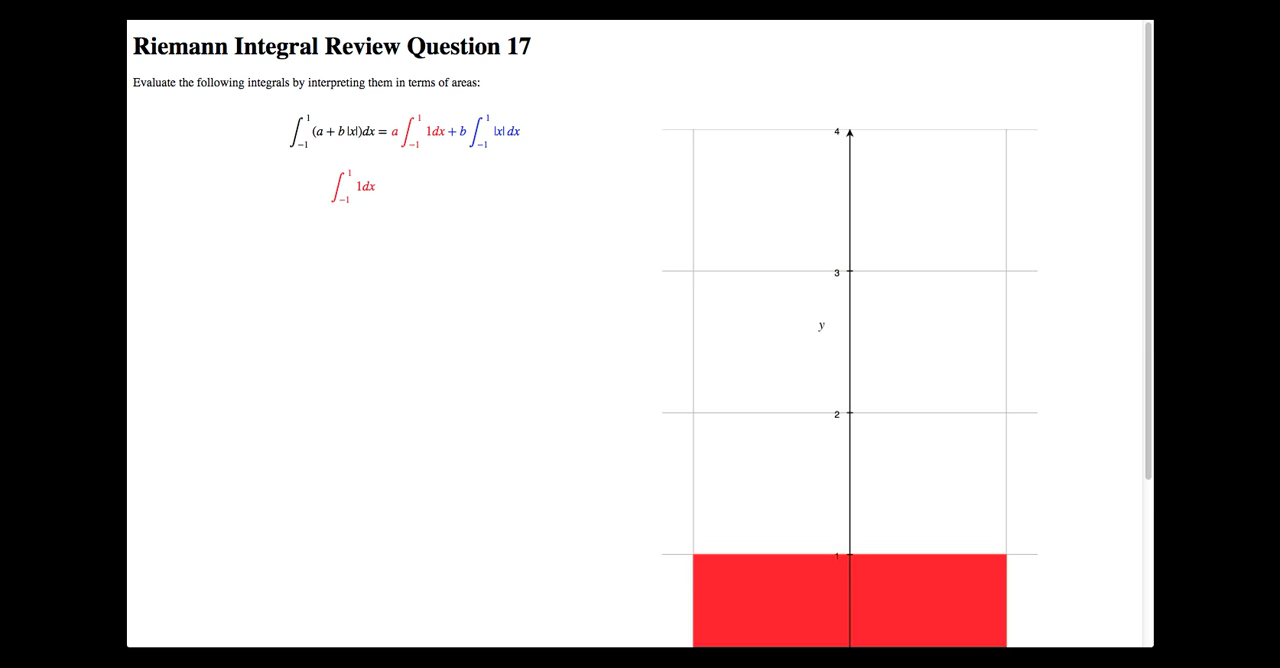 Riemann Integral Review Question 17
Evaluate the following integrals by interpreting them in terms of areas:
∫_{-1}^{1} (a + b |x|)dx = a ∫_{-1}^{1} 1dx + b ∫_{-1}^{1} |x| dx
∫_{-1}^{1} 1dx
4
3
y
2
1